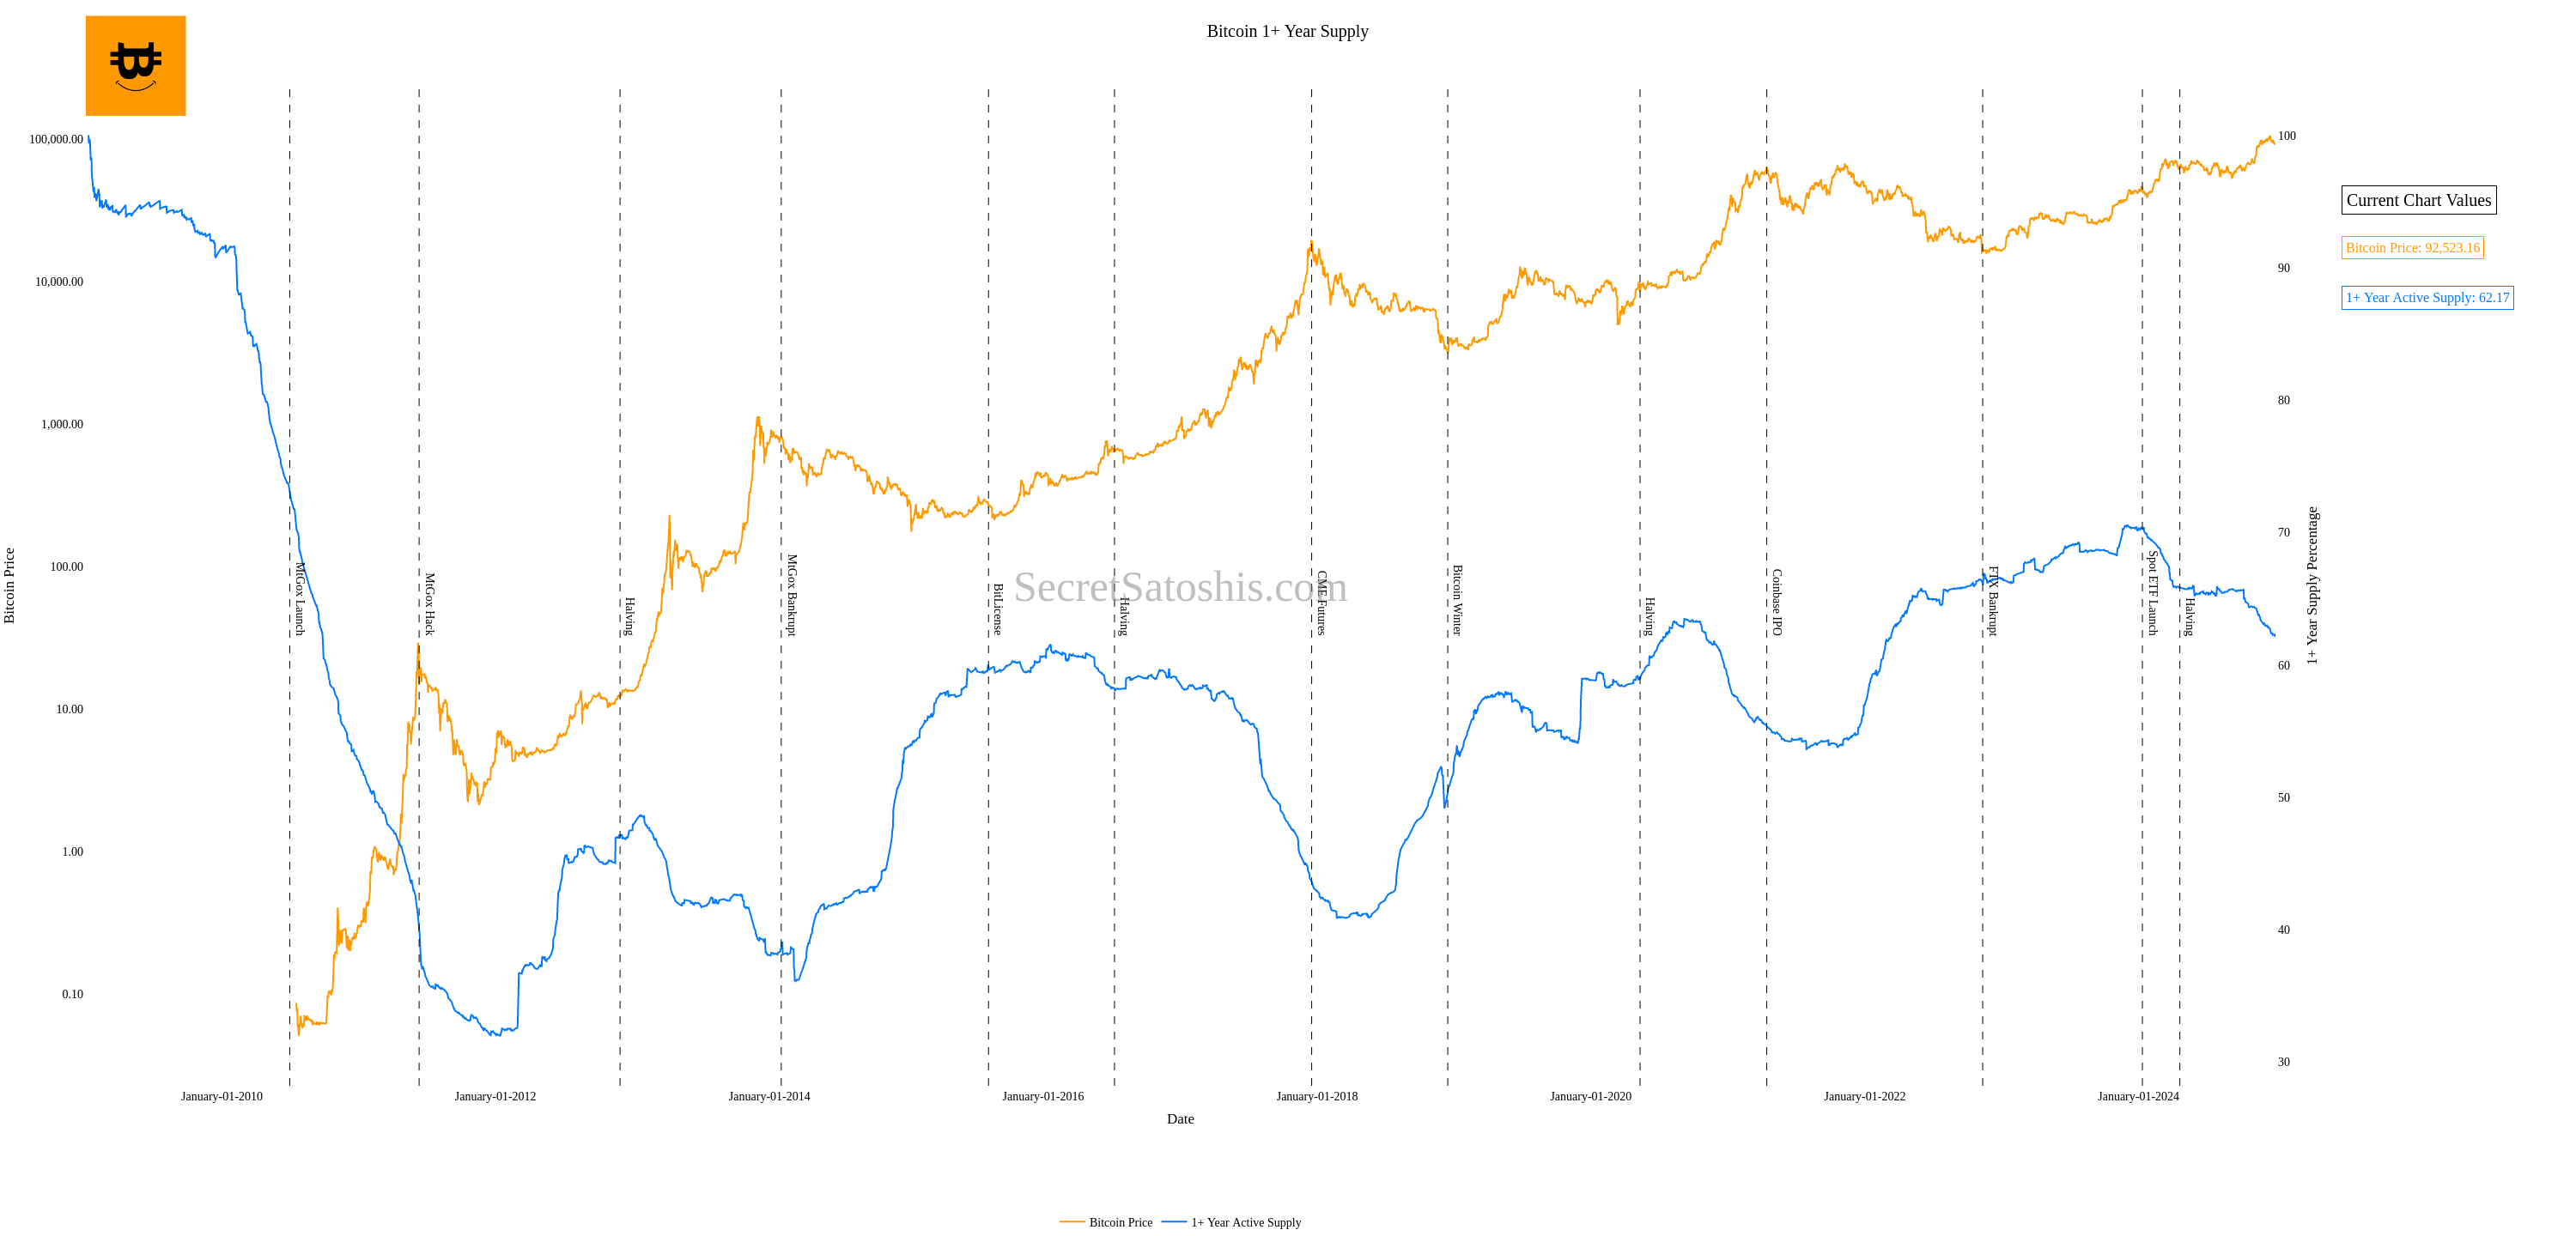 Bitcoin 1+ Year Supply
100,000.00
10,000.00
1,000.00
100.00
10.00
1.00
0.10
Bitcoin Price
100
90
80
70
60
50
40
30
1+ Year Supply Percentage
Current Chart Values
Bitcoin Price: 92,523.16
1+ Year Active Supply: 62.17
MtGox Launch
MtGox Hack
Halving
MtGox Bankrupt
BitLicense
Halving
CME Futures
Bitcoin Winter
Halving
Coinbase IPO
FTX Bankrupt
Spot ETF Launch
Halving
SecretSatoshis.com
January-01-2010
January-01-2012
January-01-2014
January-01-2016
January-01-2018
January-01-2020
January-01-2022
January-01-2024
Date
Bitcoin Price
1+ Year Active Supply